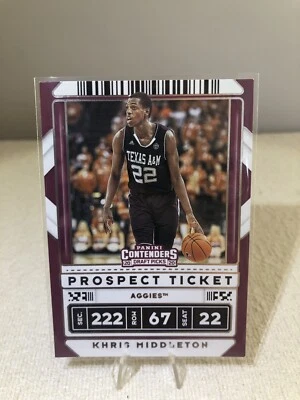 TEXAS A&M
22
PANINI
CONTENDERS
DRAFT PICKS
PROSPECT TICKET
AGGIES™
SEC. 222 ROW 67 SEAT 22
KHRIS MIDDLETON